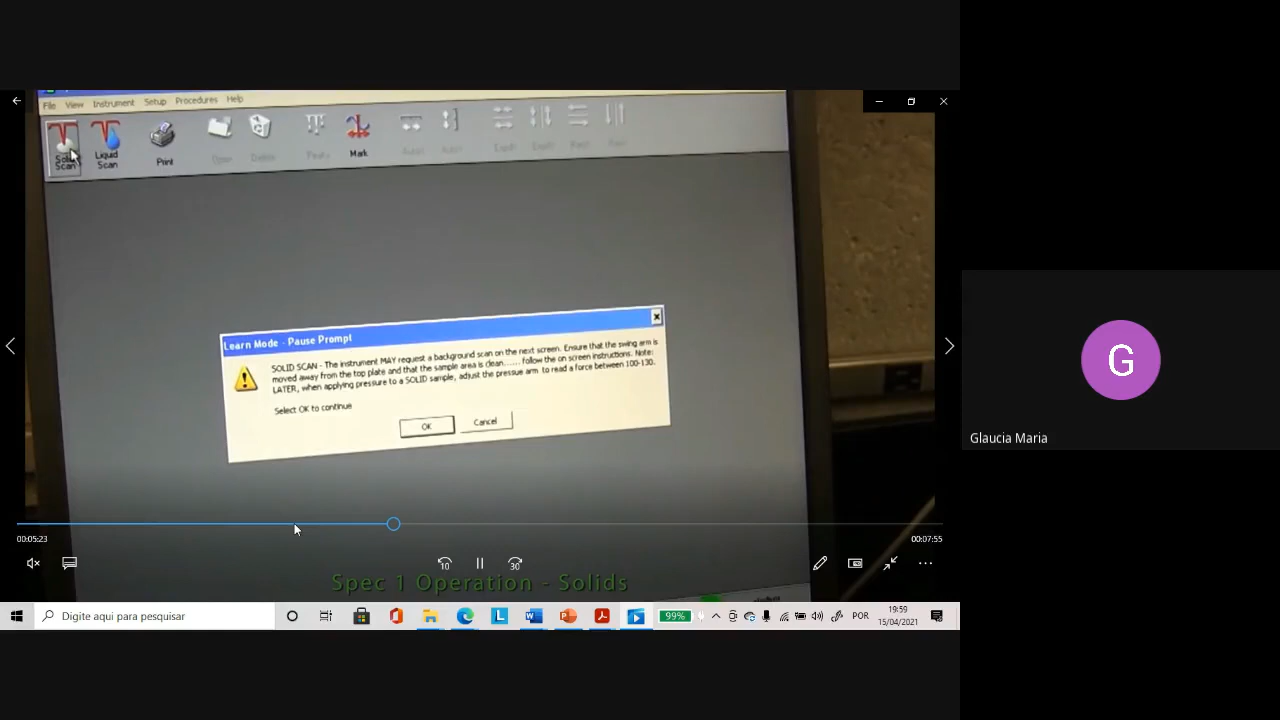 File View Instrument Setup Procedures Help
Solid Scan
Liquid Scan
Print
Mark
Learn Mode - Pause Prompt
SOLID SCAN - The instrument MAY request a background scan on the next screen. Ensure that the swing arm is
moved away from the top plate and that the sample area is clean...... follow the on screen instructions. Note:
LATER, when applying pressure to a SOLID sample, adjust the pressue arm to read a force between 100-130.
Select OK to continue
OK
Cancel
00:05:23
00:07:55
10
30
Spec 1 Operation - Solids
Digite aqui para pesquisar
99%
POR
19:59
15/04/2021
G
Glaucia Maria